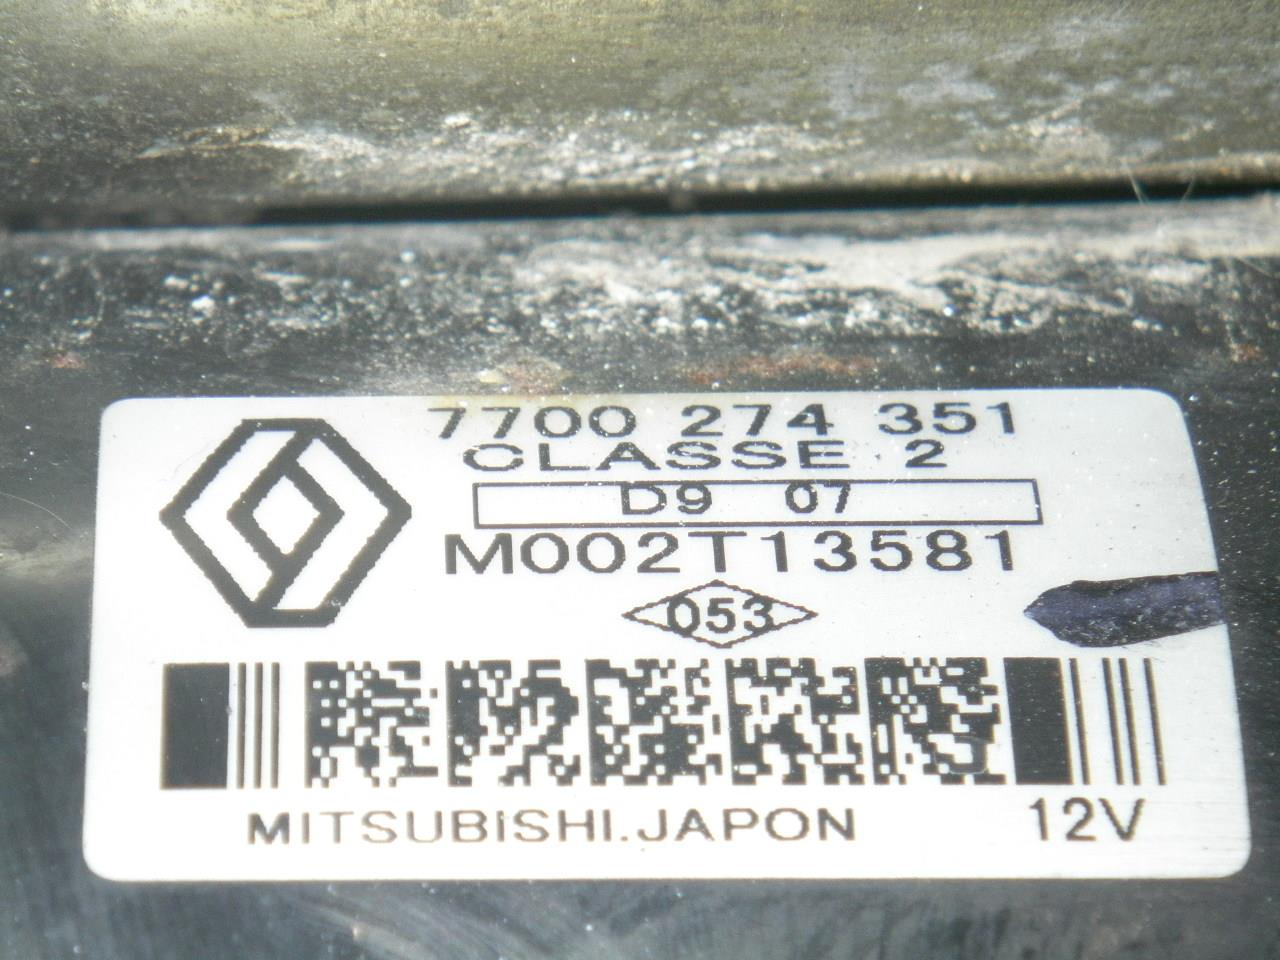 7700 274 351
CLASSE 2
D9 07
M002T13581
053
MITSUBISHI.JAPON 12V